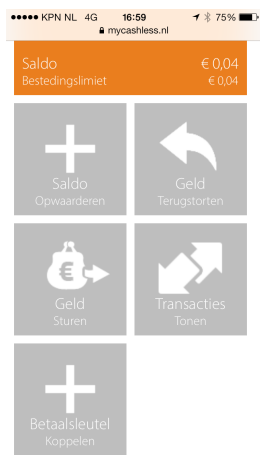 KPN NL 4G 16:59 75%
mycashless.nl
Saldo € 0,04
Bestedingslimiet € 0,04
Saldo
Opwaarderen
Geld
Terugstorten
€
Geld
Sturen
Transacties
Tonen
Betaalsleutel
Koppelen